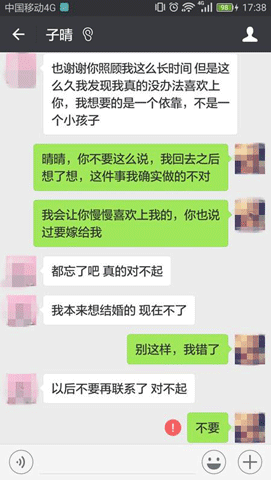 中国移动4G 4G 98 17:38
子晴
也谢谢你照顾我这么长时间 但是这
么久我发现我真的没办法喜欢上
你，我想要的是一个依靠，不是一
个小孩子
晴晴，你不要这么说，我回去之后
想了想，这件事我确实做的不对
我会让你慢慢喜欢上我的，你也说
过要嫁给我
都忘了吧 真的对不起
我本来想结婚的 现在不了
别这样，我错了
以后不要再联系了 对不起
不要